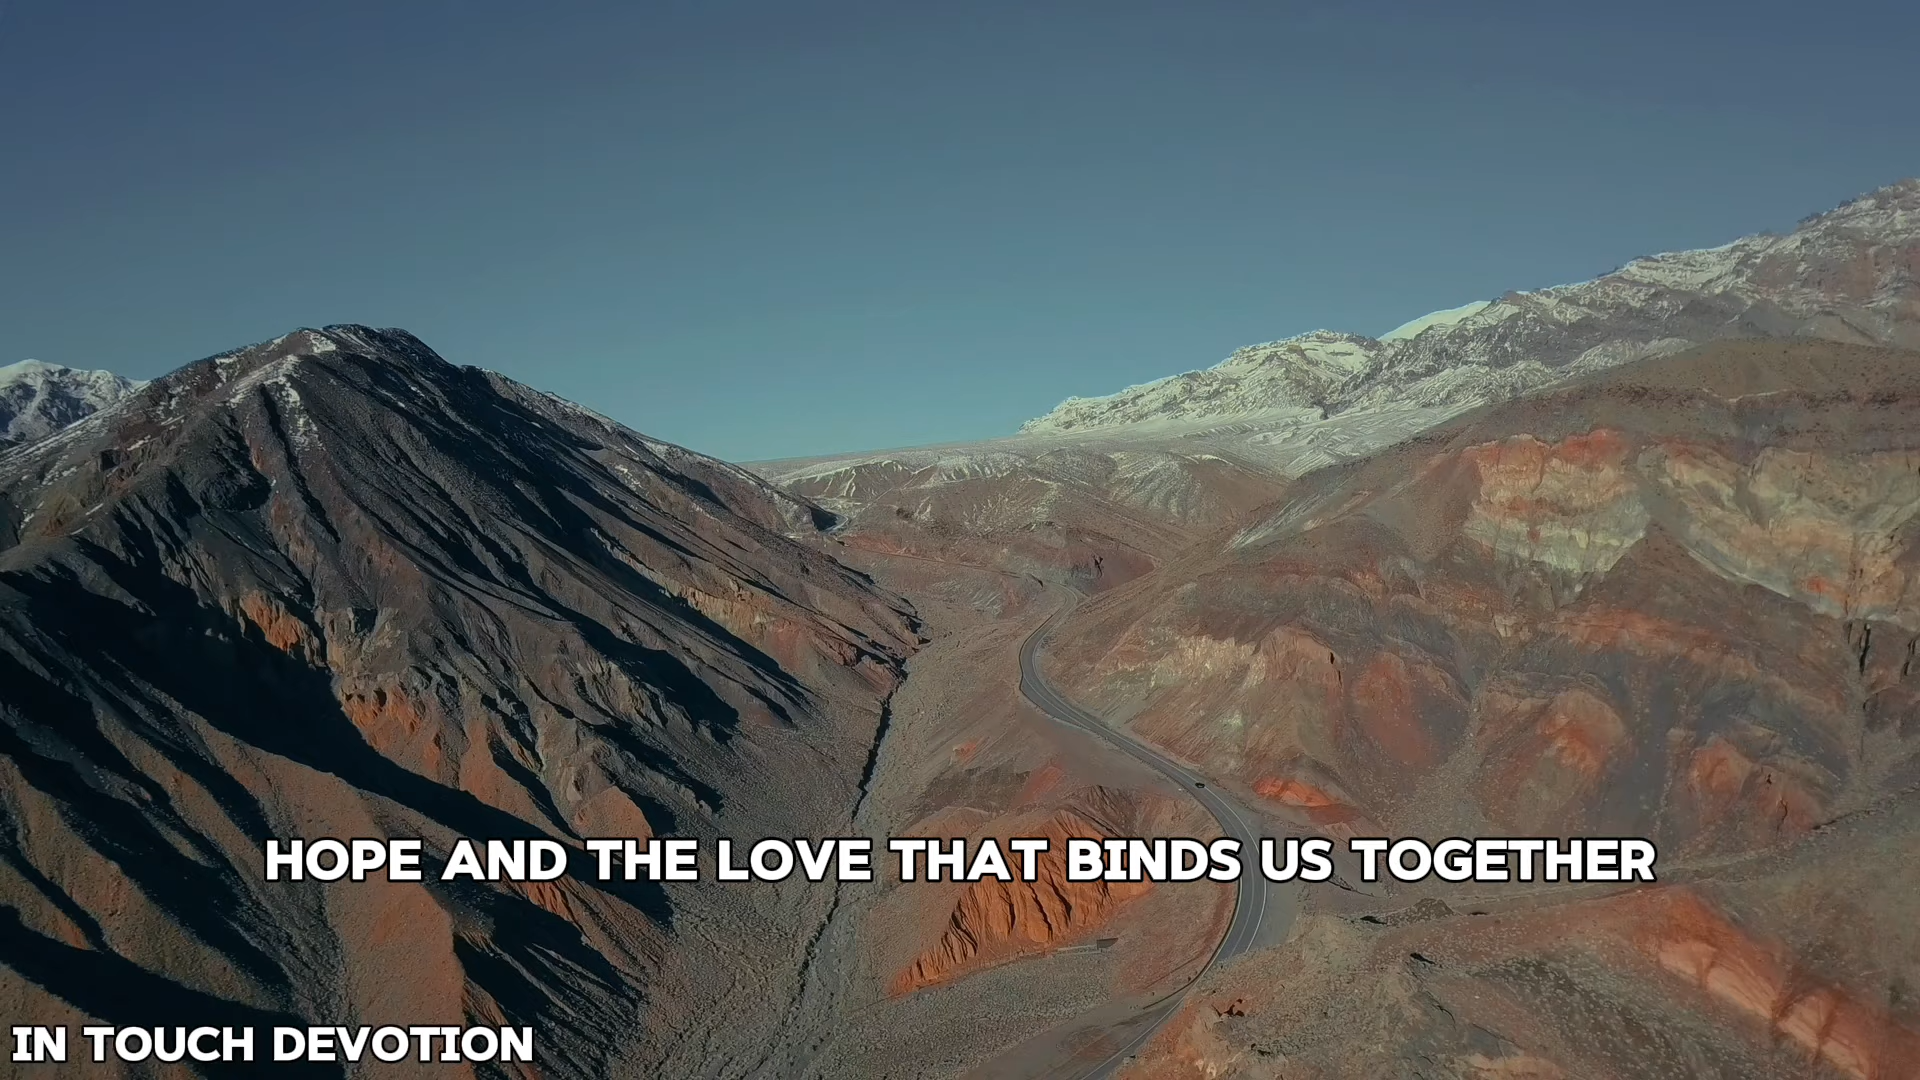 HOPE AND THE LOVE THAT BINDS US TOGETHER
IN TOUCH DEVOTION